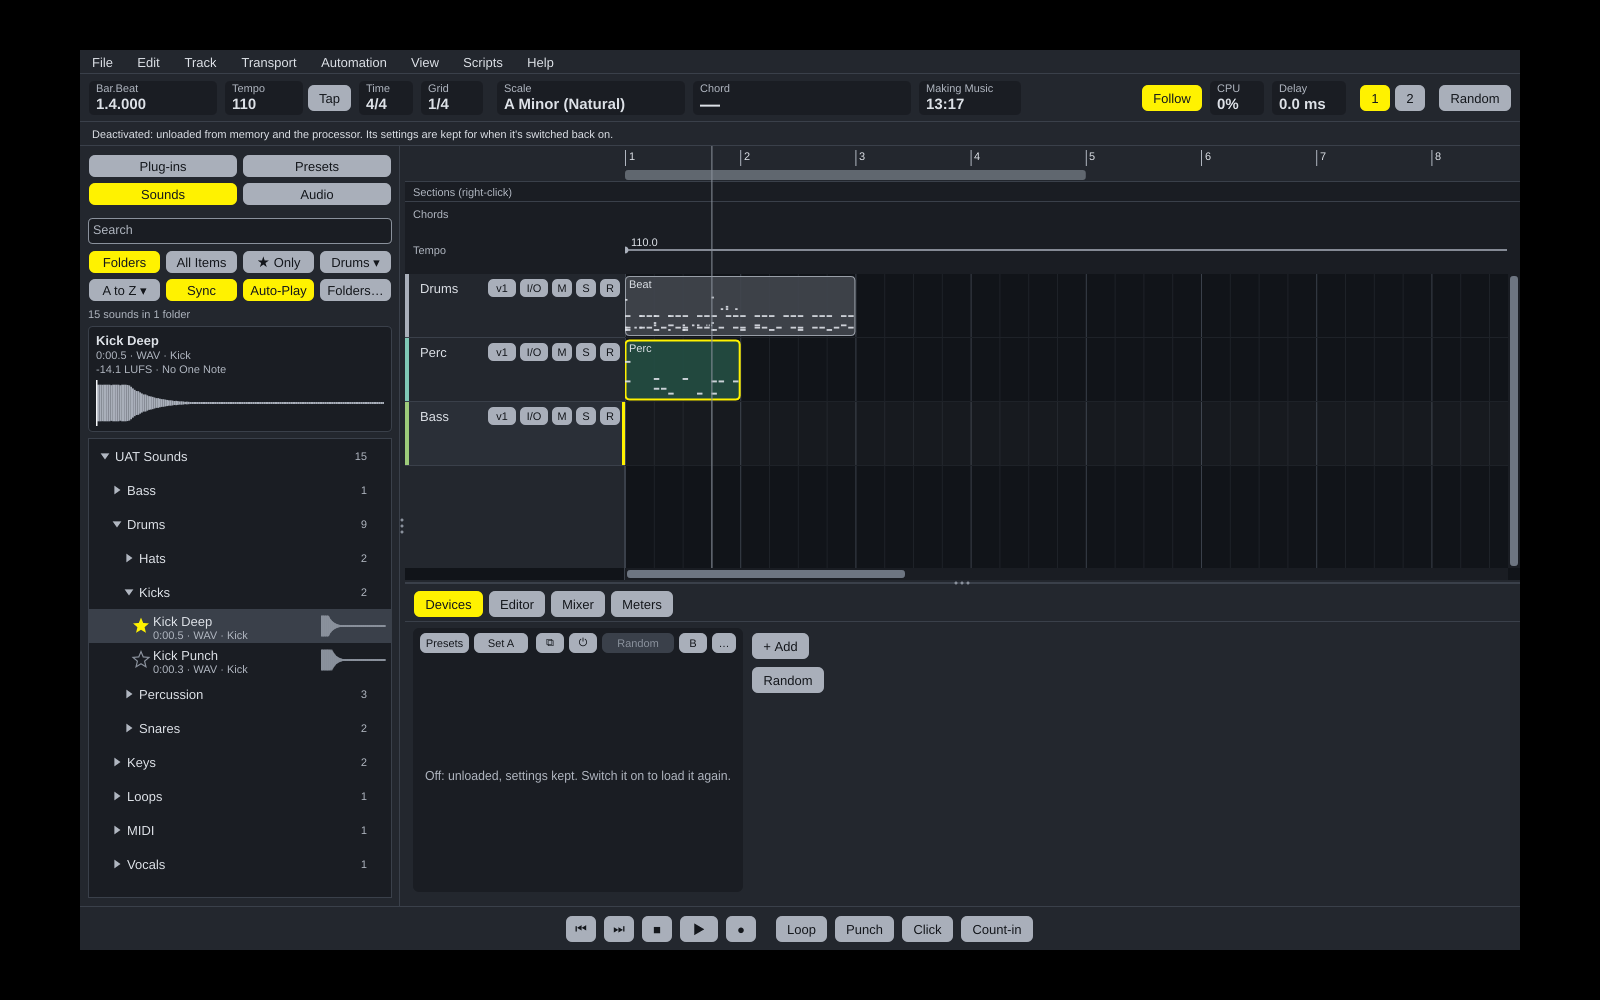 File Edit Track Transport Automation View Scripts Help
Bar.Beat Tempo Time Grid Scale Chord Making Music CPU Delay
1.4.000 110 Tap 4/4 1/4 A Minor (Natural) — 13:17 Follow 0% 0.0 ms 1 2 Random
Deactivated: unloaded from memory and the processor. Its settings are kept for when it's switched back on.
Plug-ins Presets
Sounds Audio
Search
Folders All Items ★ Only Drums ▾
A to Z ▾ Sync Auto-Play Folders…
15 sounds in 1 folder
Kick Deep
0:00.5 · WAV · Kick
-14.1 LUFS · No One Note
UAT Sounds 15
Bass 1
Drums 9
Hats 2
Kicks 2
Kick Deep
0:00.5 · WAV · Kick
Kick Punch
0:00.3 · WAV · Kick
Percussion 3
Snares 2
Keys 2
Loops 1
MIDI 1
Vocals 1
1 2 3 4 5 6 7 8
Sections (right-click)
Chords
Tempo 110.0
Drums v1 I/O M S R Beat
Perc v1 I/O M S R Perc
Bass v1 I/O M S R
Devices Editor Mixer Meters
Presets Set A Random B ...
+ Add
Random
Off: unloaded, settings kept. Switch it on to load it again.
Loop Punch Click Count-in